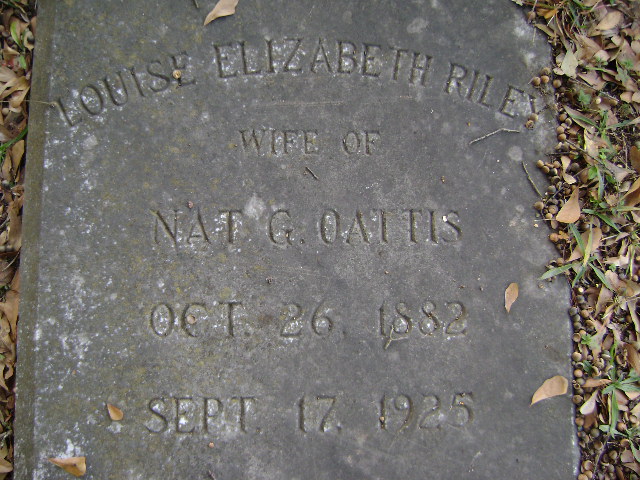 LOUISE ELIZABETH RILEY
WIFE OF
NAT G. OATTIS
OCT. 26, 1882
SEPT. 17, 1925